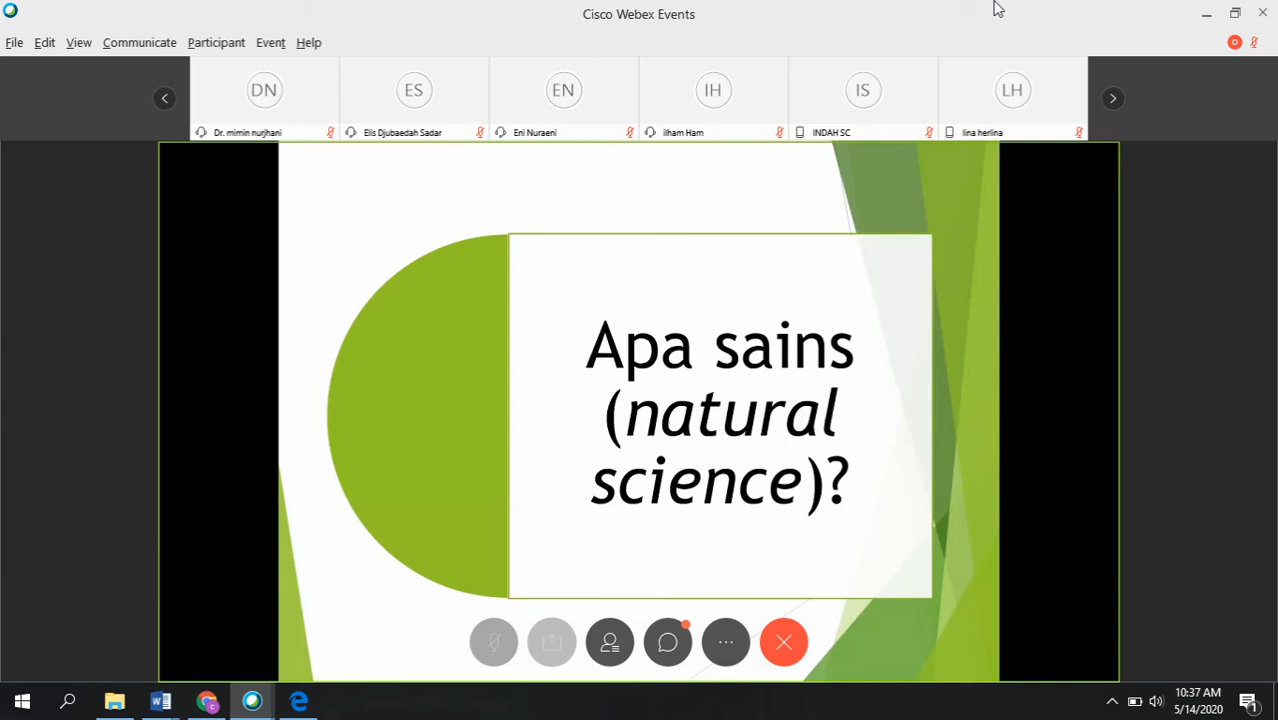 Cisco Webex Events
File Edit View Communicate Participant Event Help
DN ES EN IH IS LH
Dr. mimin nurjhani Elis Djubaedah Sadar Eni Nuraeni ilham Ham INDAH SC lina herlina
Apa sains
(natural
science)?
10:37 AM
5/14/2020
1